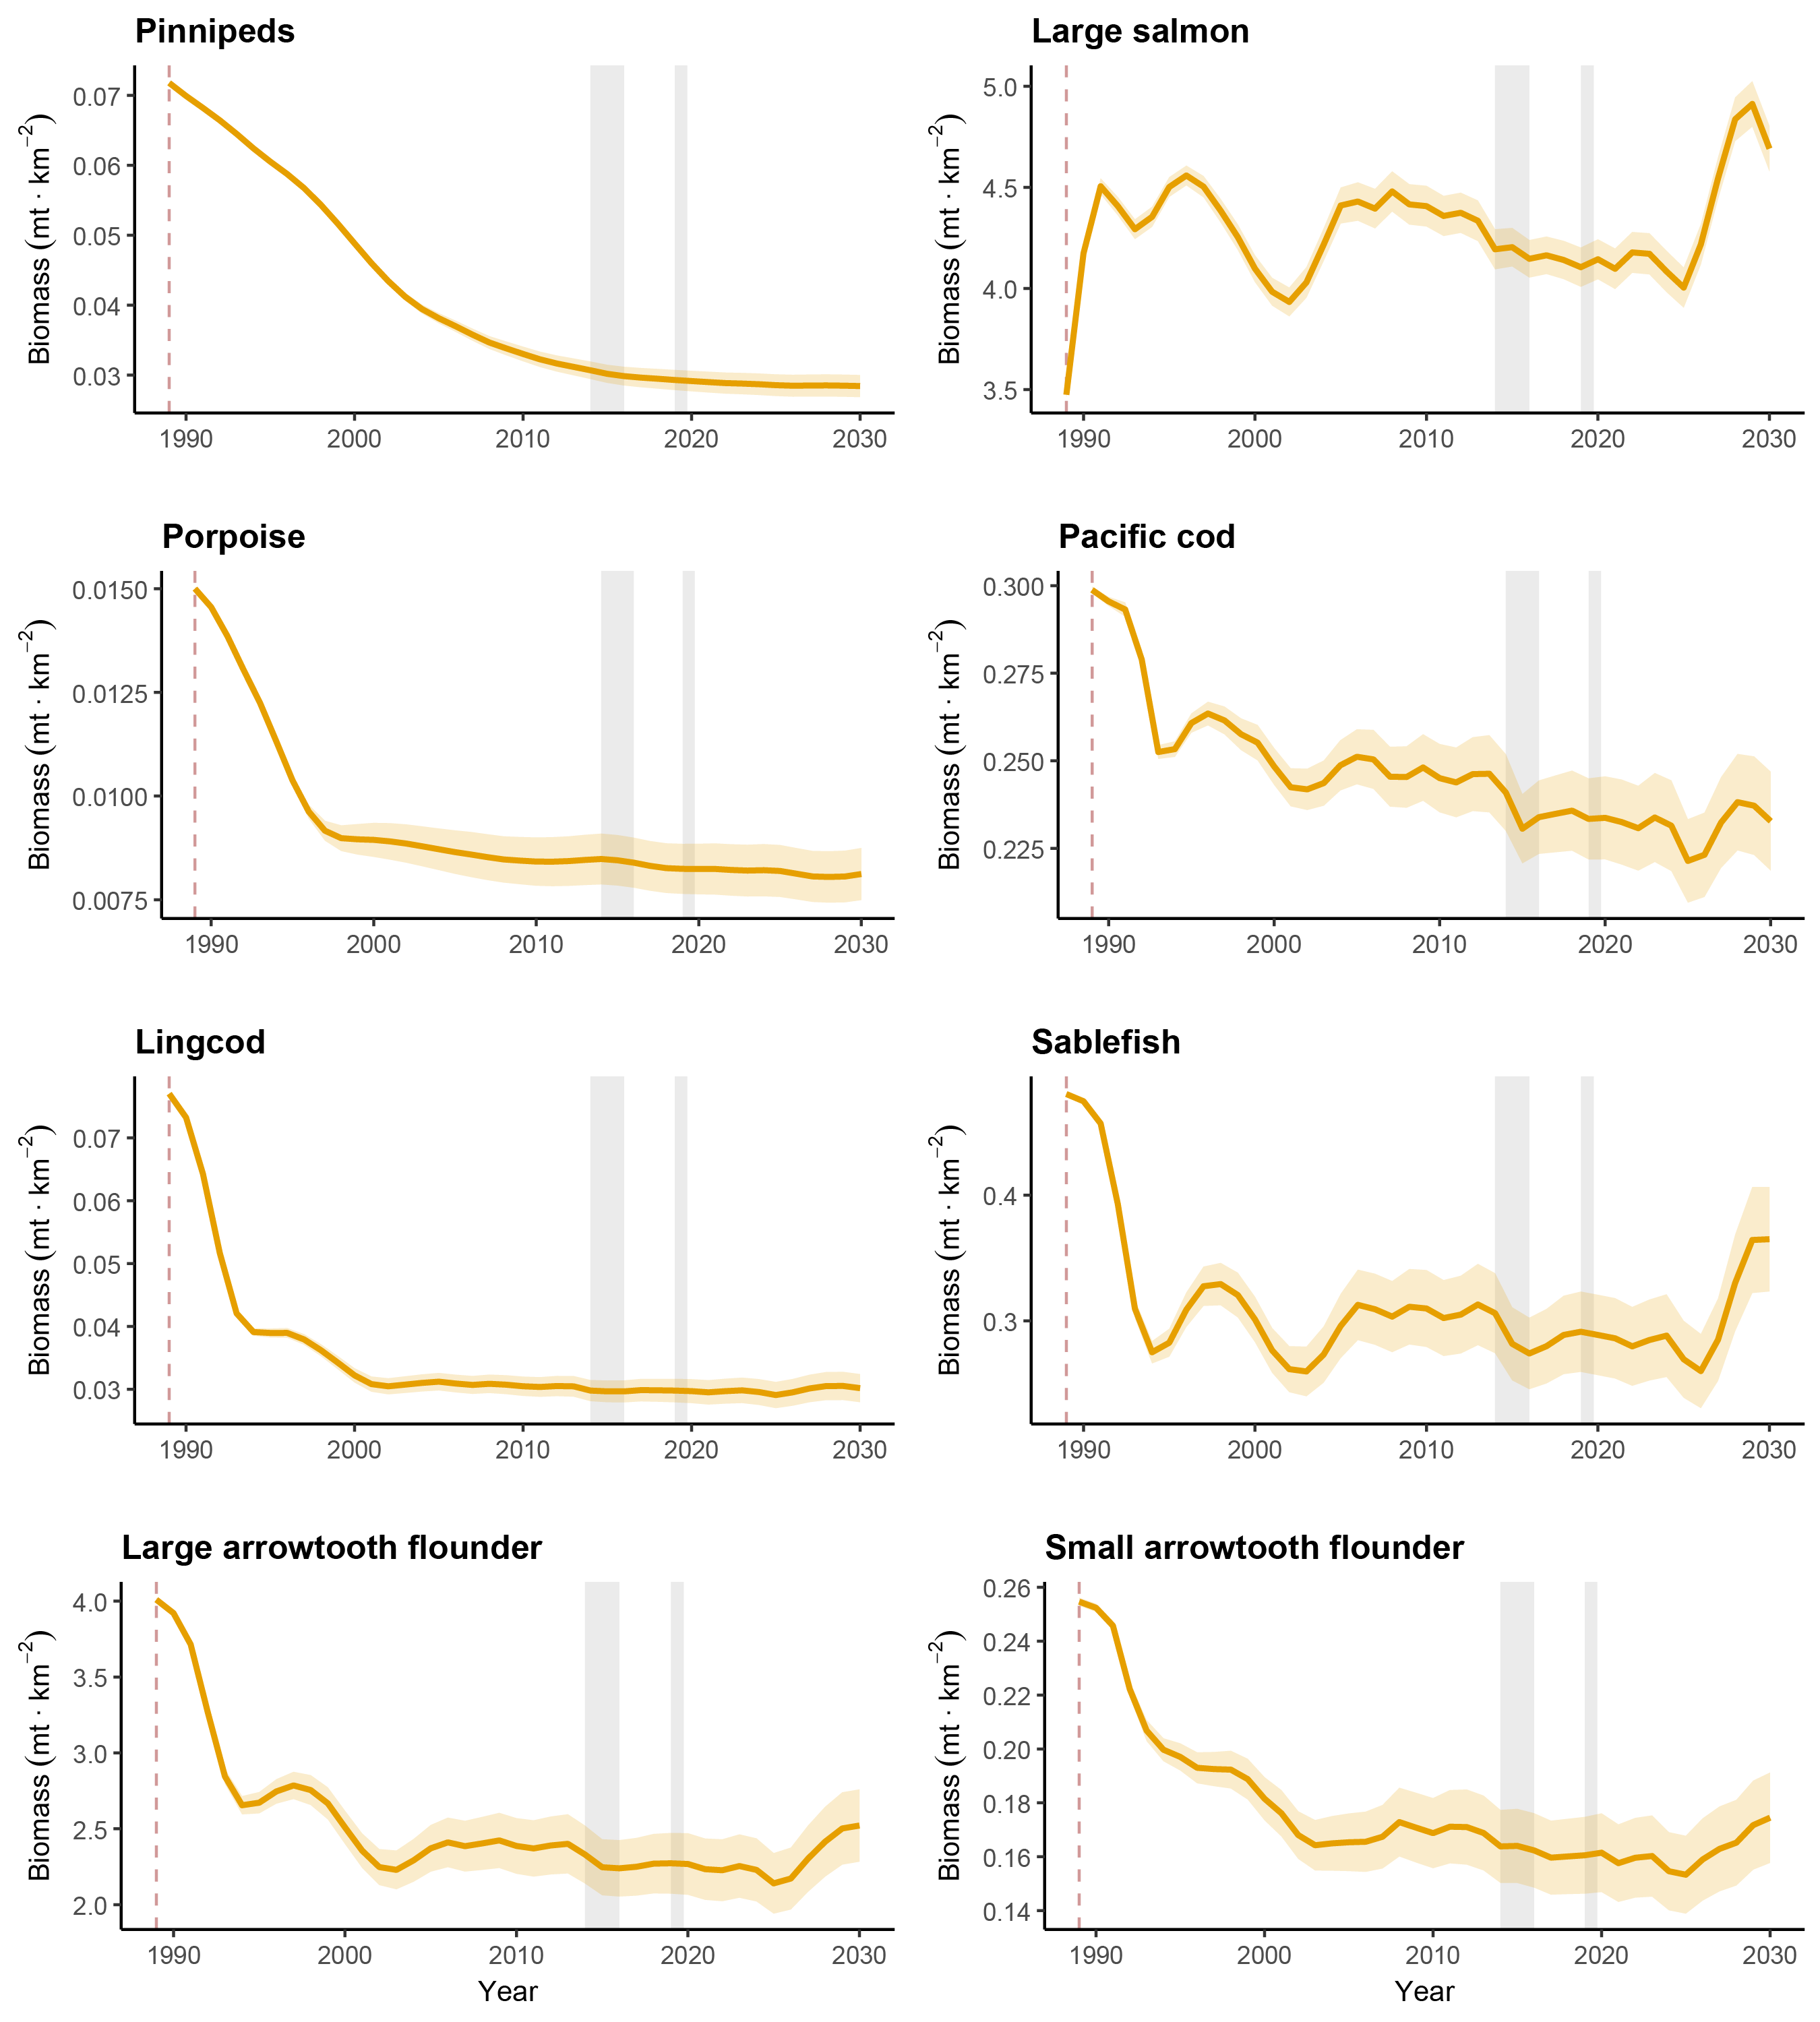 Pinnipeds
Biomass (mt · km⁻²)
0.07
0.06
0.05
0.04
0.03
1990 2000 2010 2020 2030
Large salmon
Biomass (mt · km⁻²)
5.0
4.5
4.0
3.5
1990 2000 2010 2020 2030
Porpoise
Biomass (mt · km⁻²)
0.0150
0.0125
0.0100
0.0075
1990 2000 2010 2020 2030
Pacific cod
Biomass (mt · km⁻²)
0.300
0.275
0.250
0.225
1990 2000 2010 2020 2030
Lingcod
Biomass (mt · km⁻²)
0.07
0.06
0.05
0.04
0.03
1990 2000 2010 2020 2030
Sablefish
Biomass (mt · km⁻²)
0.4
0.3
1990 2000 2010 2020 2030
Large arrowtooth flounder
Biomass (mt · km⁻²)
4.0
3.5
3.0
2.5
2.0
1990 2000 2010 2020 2030
Year
Small arrowtooth flounder
Biomass (mt · km⁻²)
0.26
0.24
0.22
0.20
0.18
0.16
0.14
1990 2000 2010 2020 2030
Year